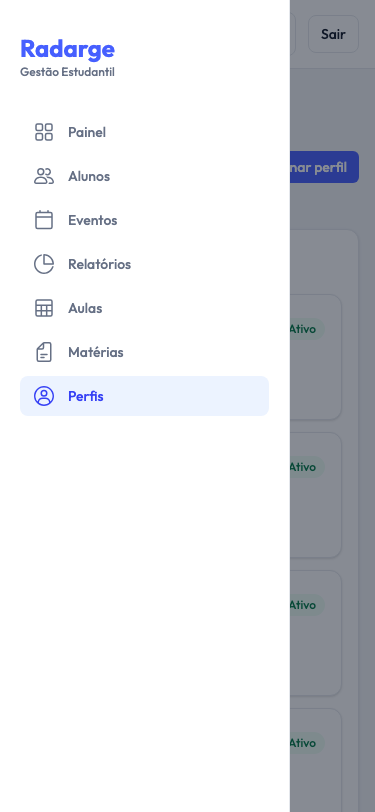 Radarge
Gestão Estudantil
Sair
Painel
Alunos
nar perfil
Eventos
Relatórios
Aulas
Ativo
Matérias
Perfis
Ativo
Ativo
Ativo